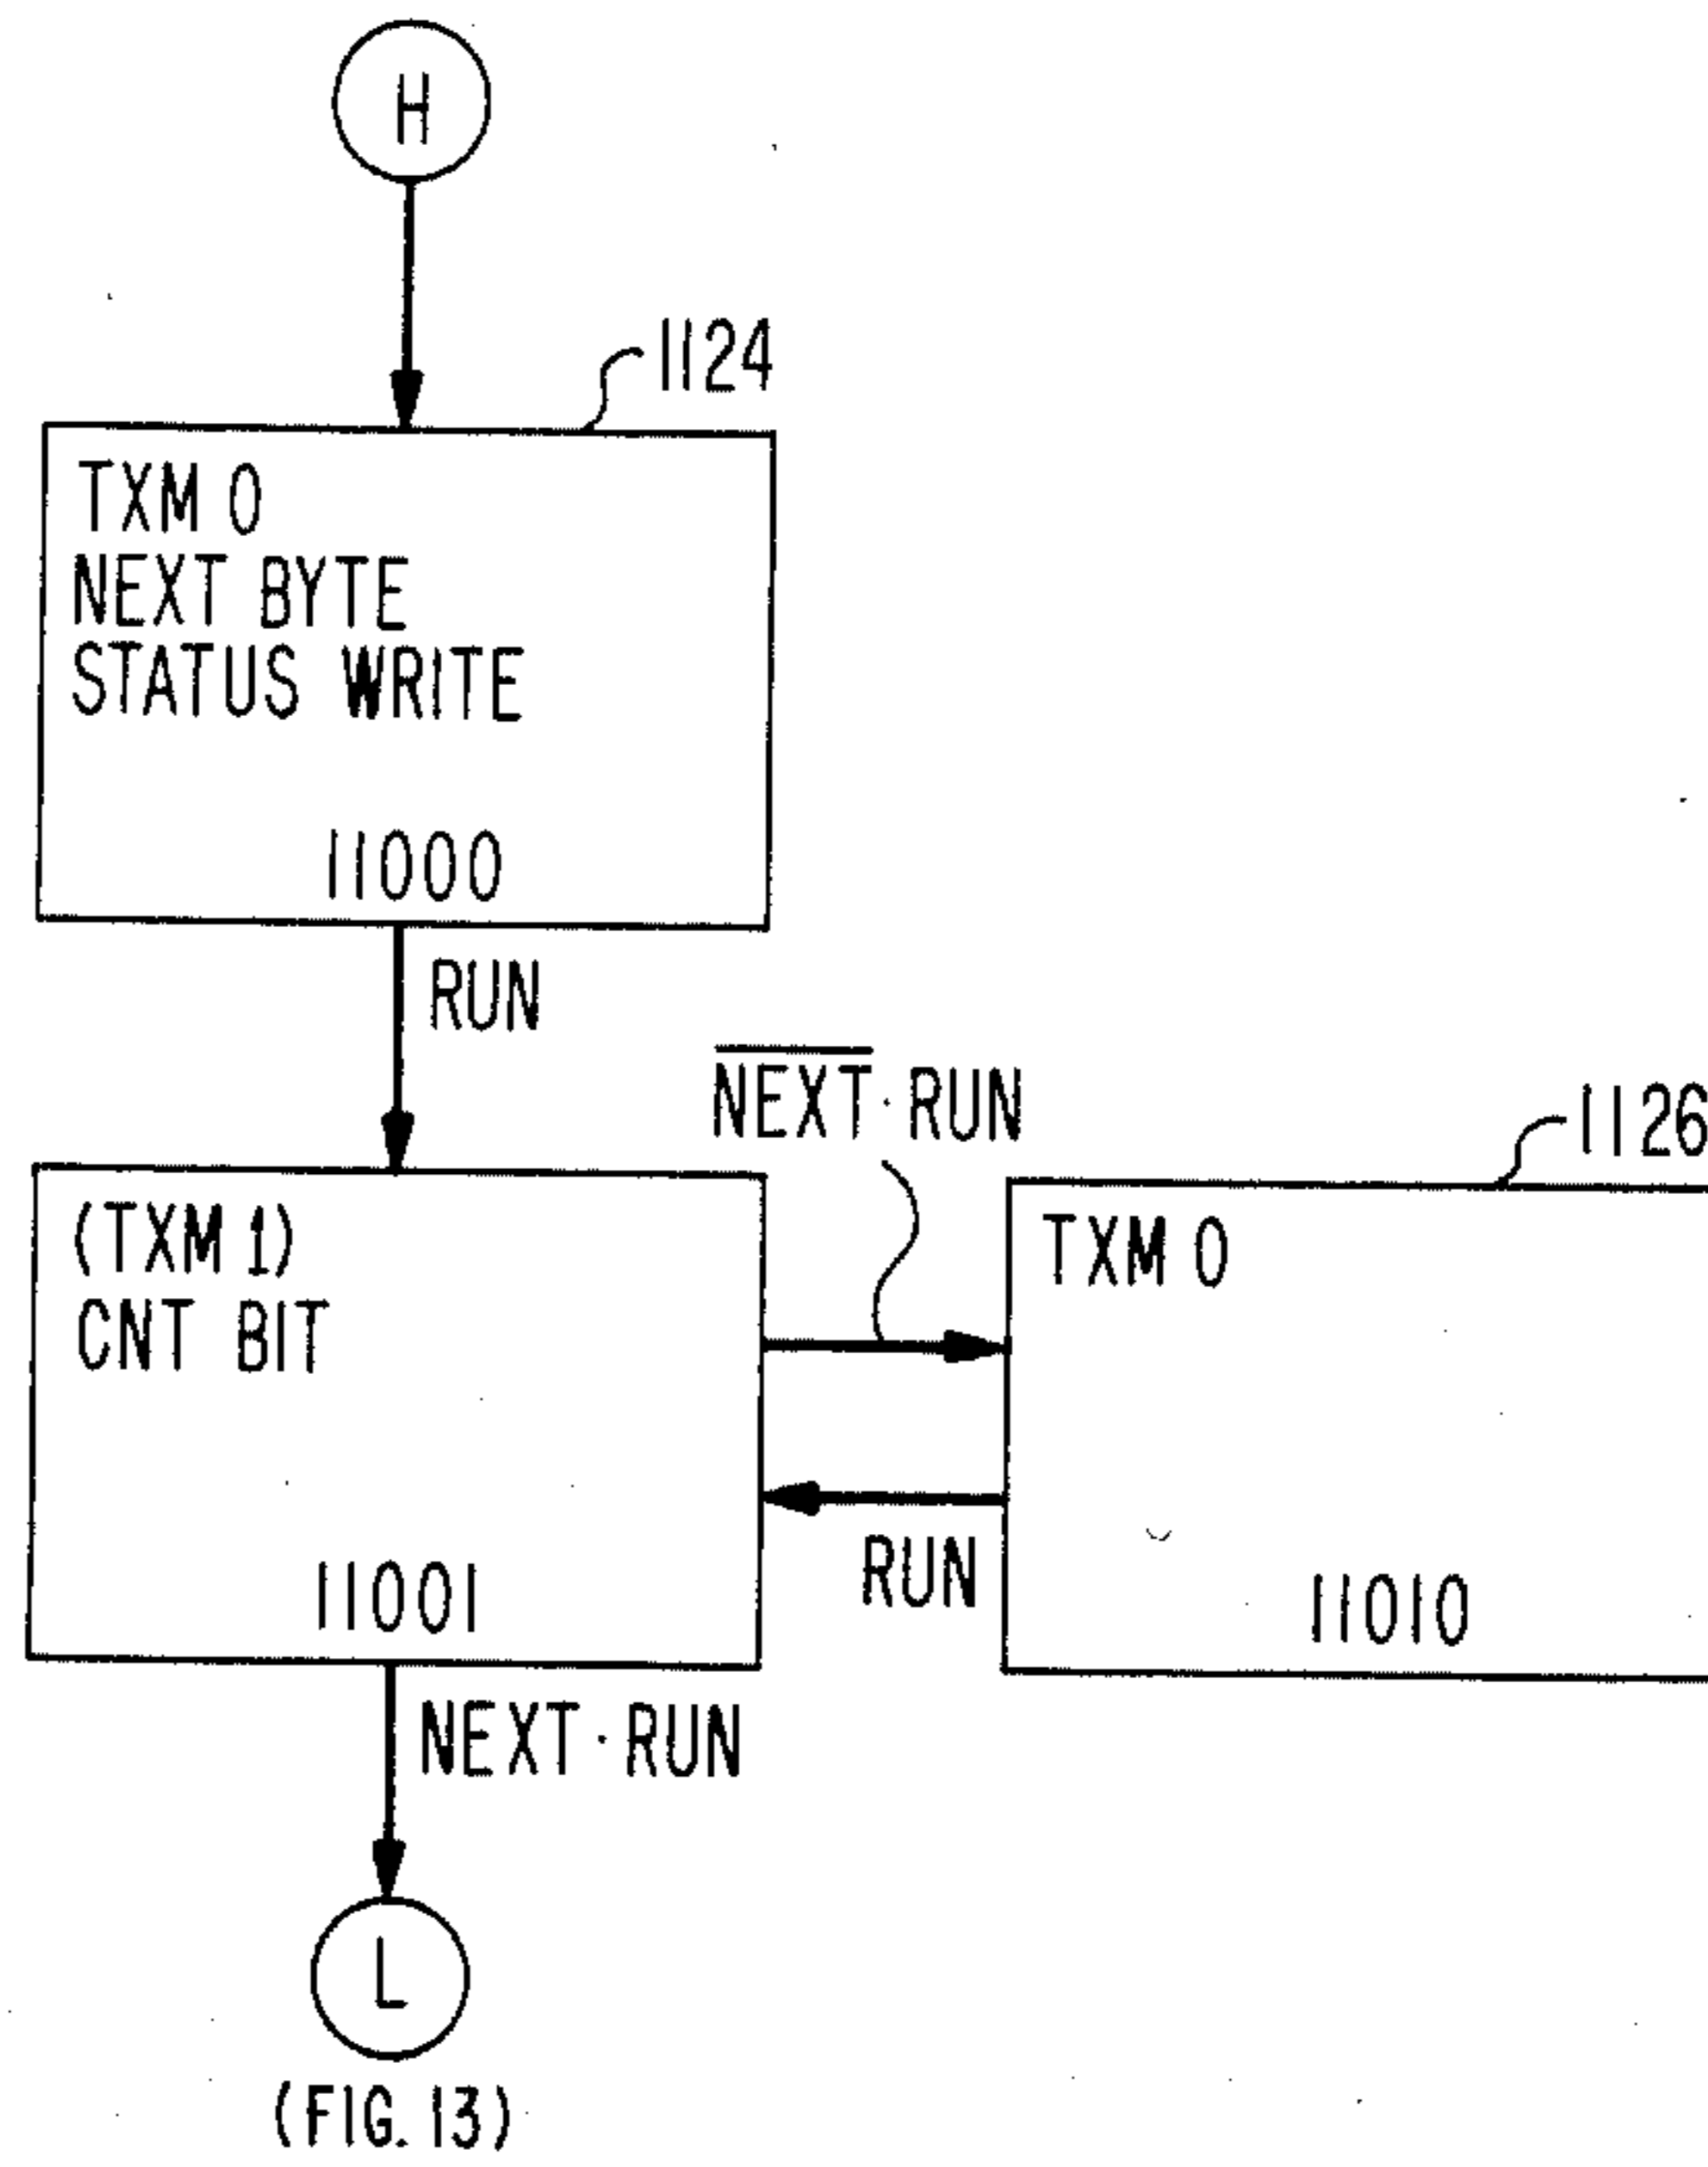 H
1124
TXM 0
NEXT BYTE
STATUS WRITE
11000
RUN
N̅E̅X̅T̅·RUN
1126
(TXM 1)
CNT BIT
11001
TXM 0
11010
RUN
NEXT·RUN
L
(FIG. 13)